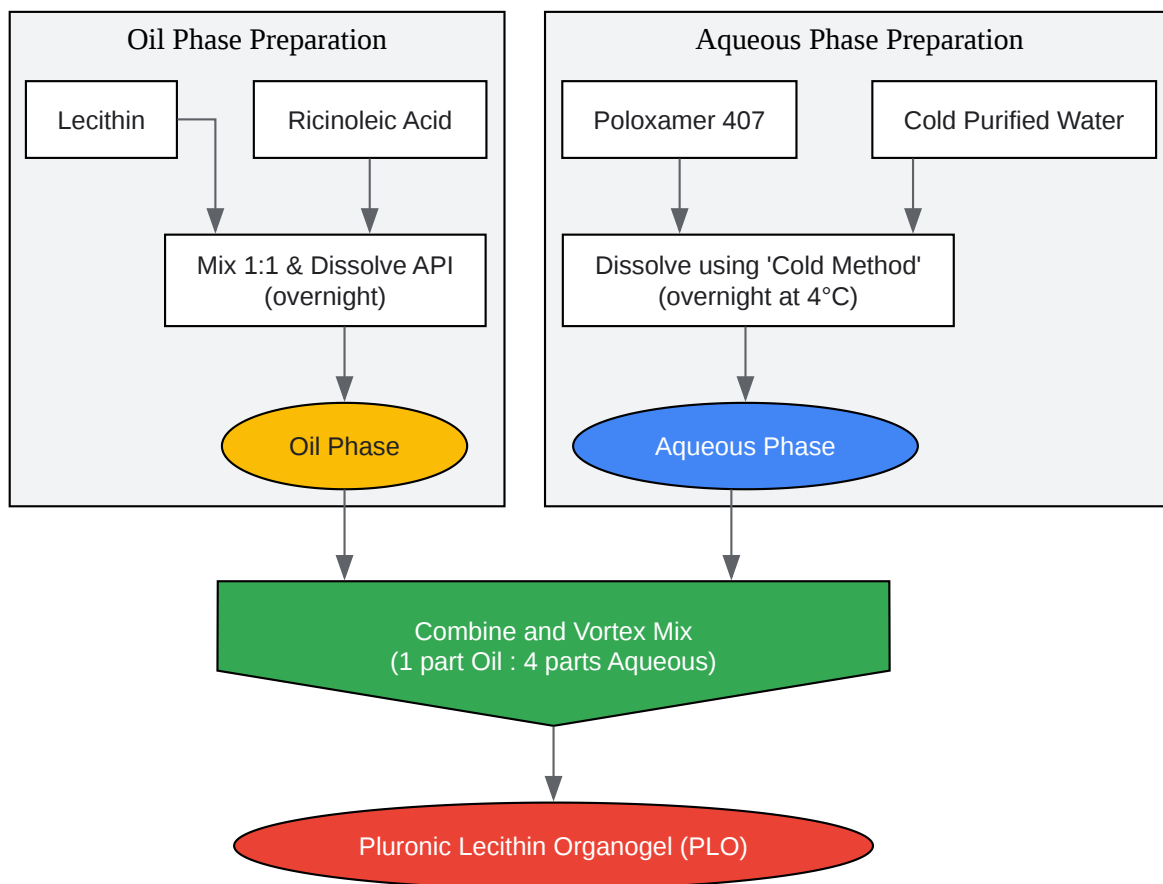 Oil Phase Preparation
Lecithin
Ricinoleic Acid
Mix 1:1 & Dissolve API
(overnight)
Oil Phase
Aqueous Phase Preparation
Poloxamer 407
Cold Purified Water
Dissolve using 'Cold Method'
(overnight at 4°C)
Aqueous Phase
Combine and Vortex Mix
(1 part Oil : 4 parts Aqueous)
Pluronic Lecithin Organogel (PLO)